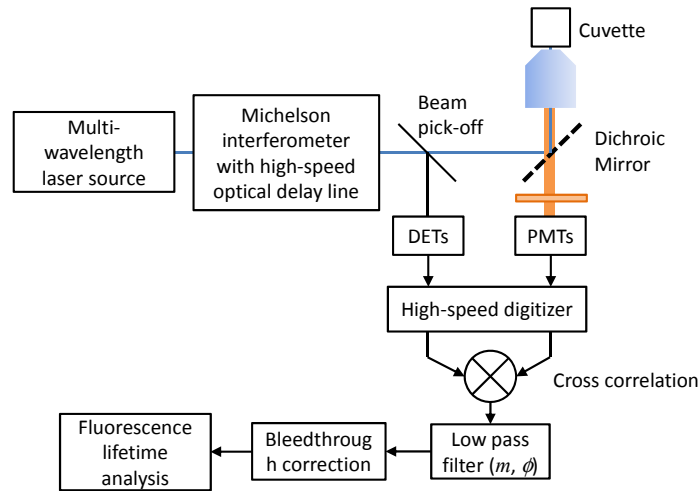 Cuvette
Beam
pick-off
Multi-
wavelength
laser source
Michelson
interferometer
with high-speed
optical delay line
Dichroic
Mirror
DETs
PMTs
High-speed digitizer
Cross correlation
Fluorescence
lifetime
analysis
Bleedthroug
h correction
Low pass
filter (m, ϕ)